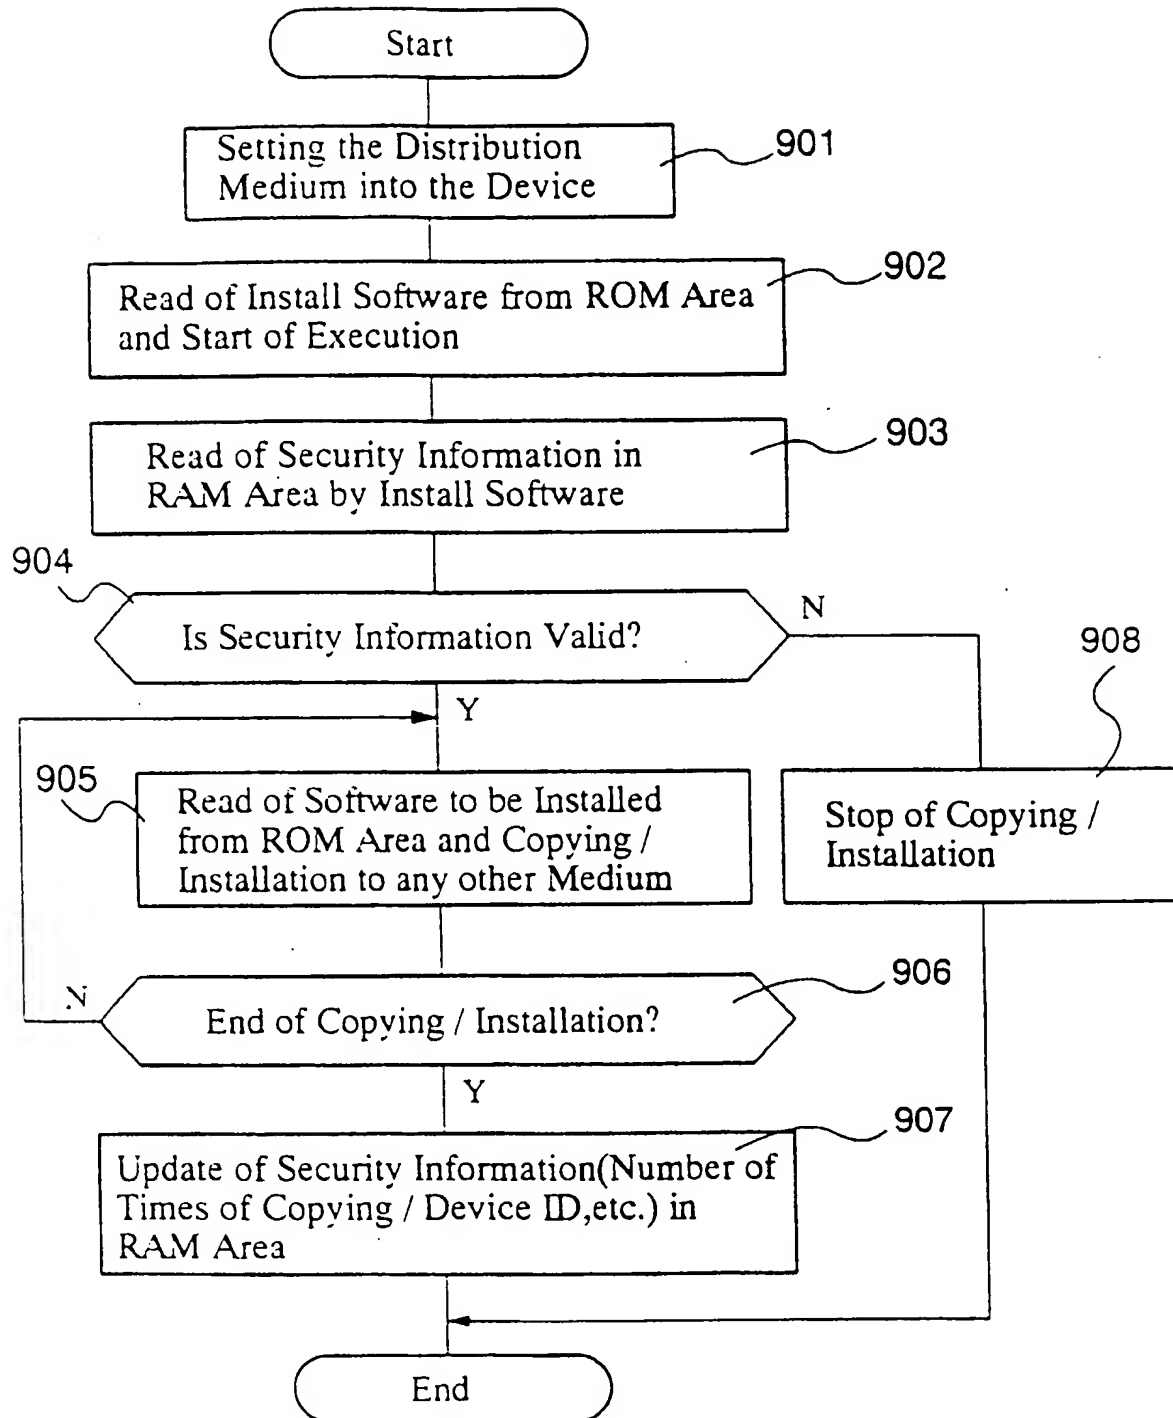 Start
Setting the Distribution
Medium into the Device
901
Read of Install Software from ROM Area
and Start of Execution
902
Read of Security Information in
RAM Area by Install Software
903
904
Is Security Information Valid?
N
Y
908
905
Read of Software to be Installed
from ROM Area and Copying /
Installation to any other Medium
Stop of Copying /
Installation
906
N
End of Copying / Installation?
Y
907
Update of Security Information(Number of
Times of Copying / Device ID,etc.) in
RAM Area
End